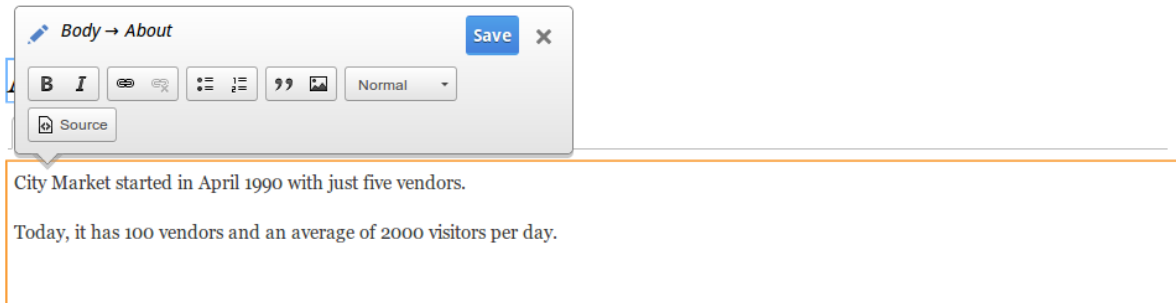 Body → About
Save
B I
Normal
Source
City Market started in April 1990 with just five vendors.
Today, it has 100 vendors and an average of 2000 visitors per day.